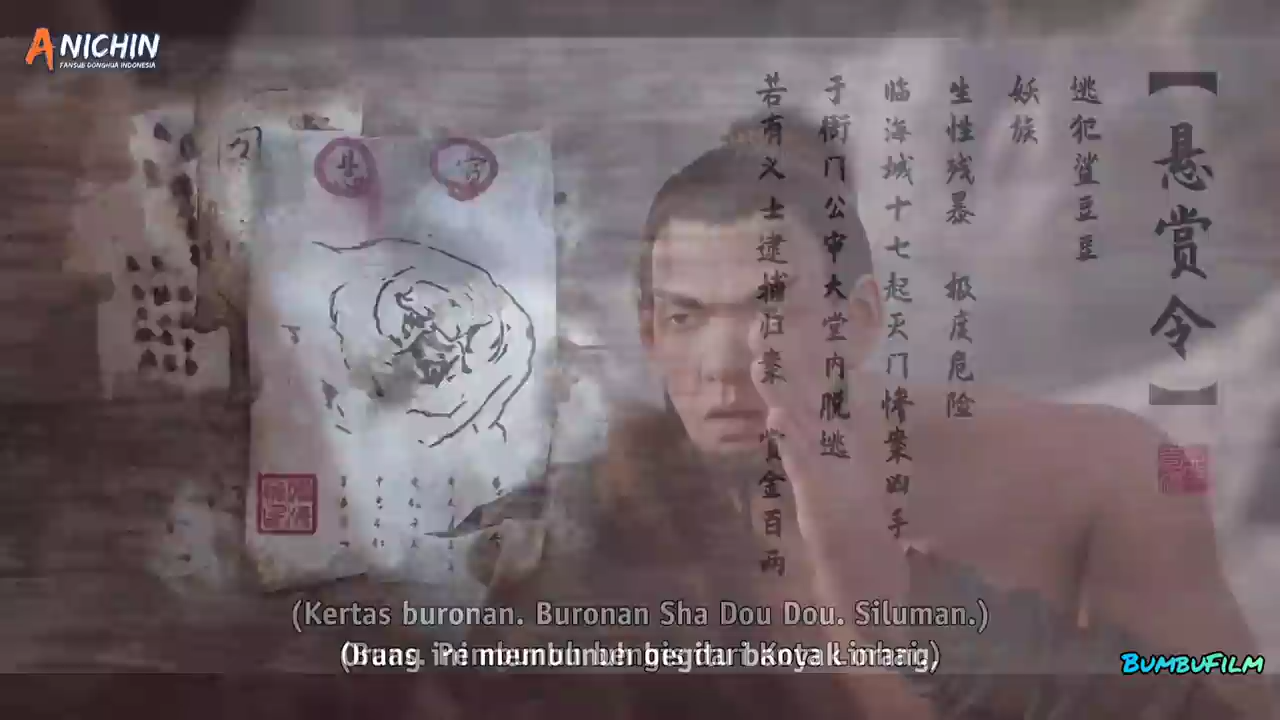 ANICHIN
FANSUB DONGHUA INDONESIA
【悬赏令】
逃犯鲨豆豆
妖族
生性残暴 极度危险
临海城十七起灭门惨案凶手
于衙门公审大堂内脱逃
若有义士逮捕归案 赏金百两
悬 赏
(Kertas buronan. Buronan Sha Dou Dou. Siluman.)
BUMBUFILM